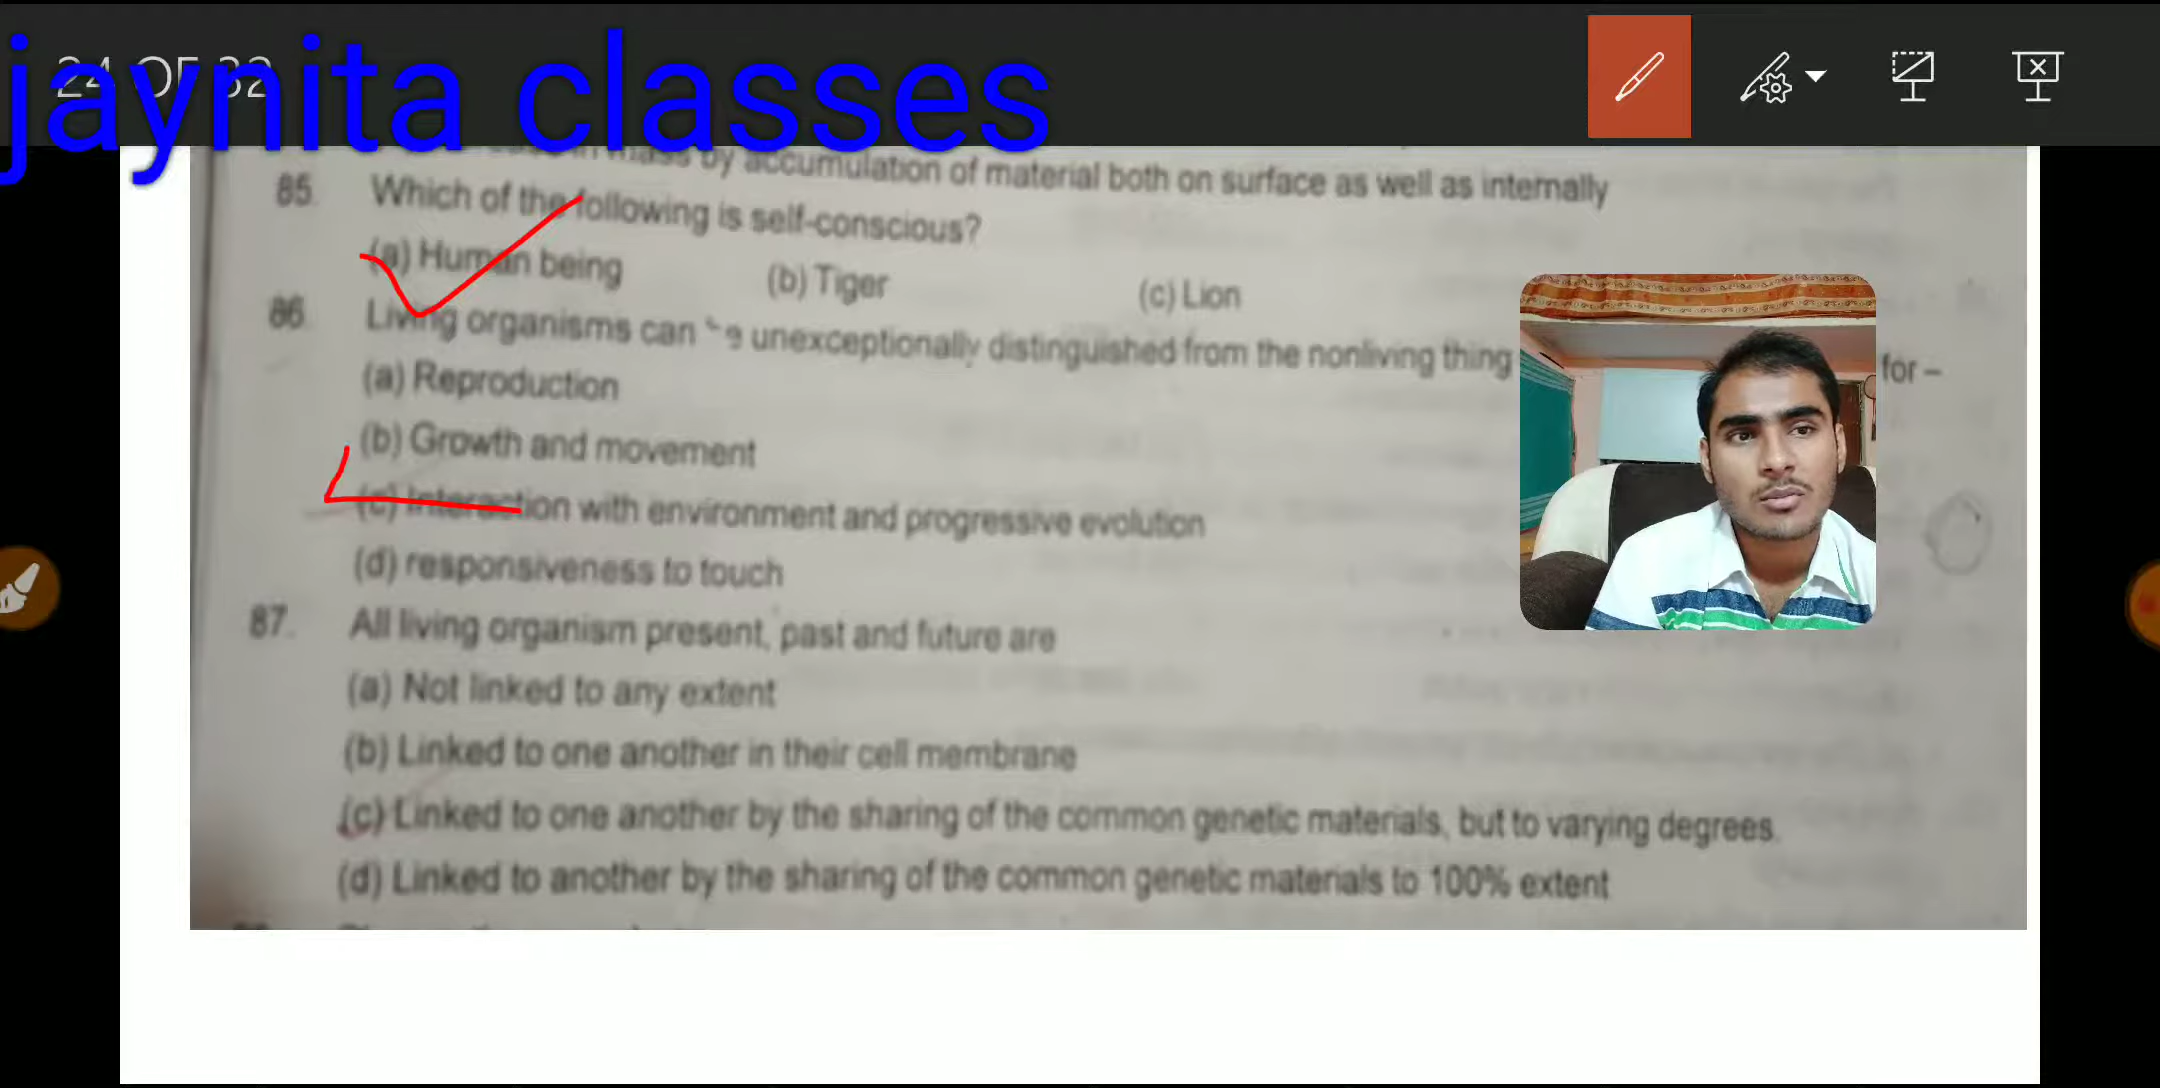 24 OF 32
jaynita classes
mass by accumulation of material both on surface as well as internally
85. Which of the following is self-conscious?
(a) Human being (b) Tiger (c) Lion
86. Living organisms can be unexceptionally distinguished from the nonliving thing for –
(a) Reproduction
(b) Growth and movement
(c) Interaction with environment and progressive evolution
(d) responsiveness to touch
87. All living organism present, past and future are
(a) Not linked to any extent
(b) Linked to one another in their cell membrane
(c) Linked to one another by the sharing of the common genetic materials, but to varying degrees.
(d) Linked to another by the sharing of the common genetic materials to 100% extent